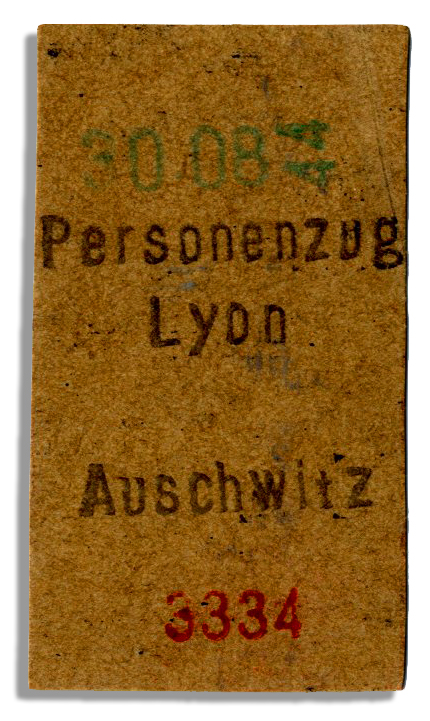 30.08 44
Personenzug
Lyon
Auschwitz
3334